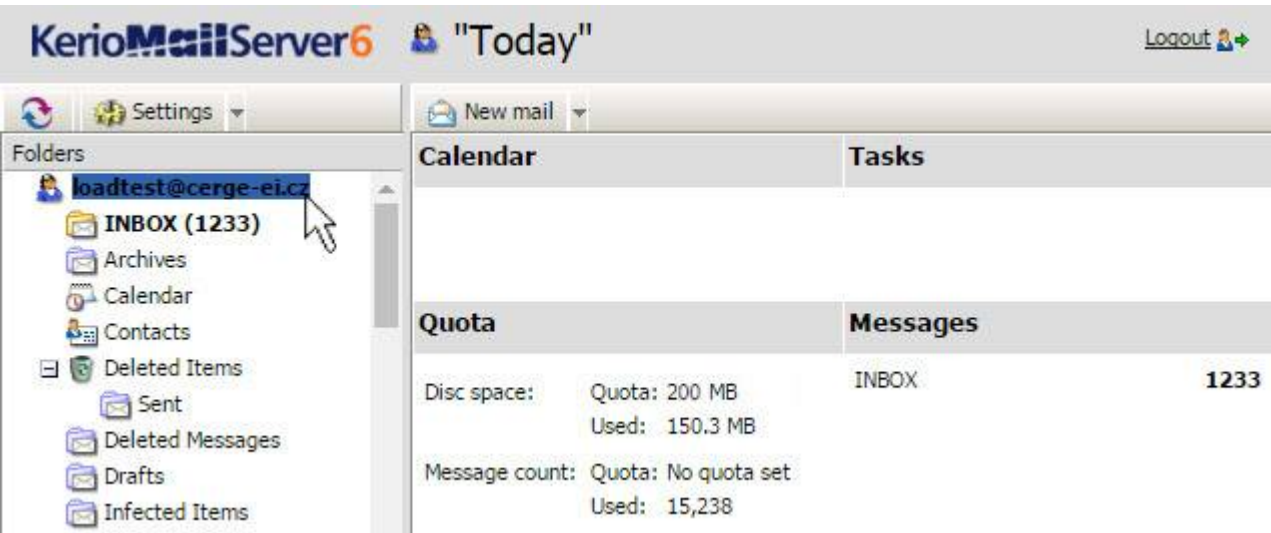 KerioMailServer6 "Today" Logout
Settings New mail
Folders
Calendar Tasks
loadtest@cerge-ei.cz
INBOX (1233)
Archives
Calendar
Contacts
Deleted Items
Sent
Deleted Messages
Drafts
Infected Items
Quota Messages
Disc space: Quota: 200 MB
Used: 150.3 MB
Message count: Quota: No quota set
Used: 15,238
INBOX 1233